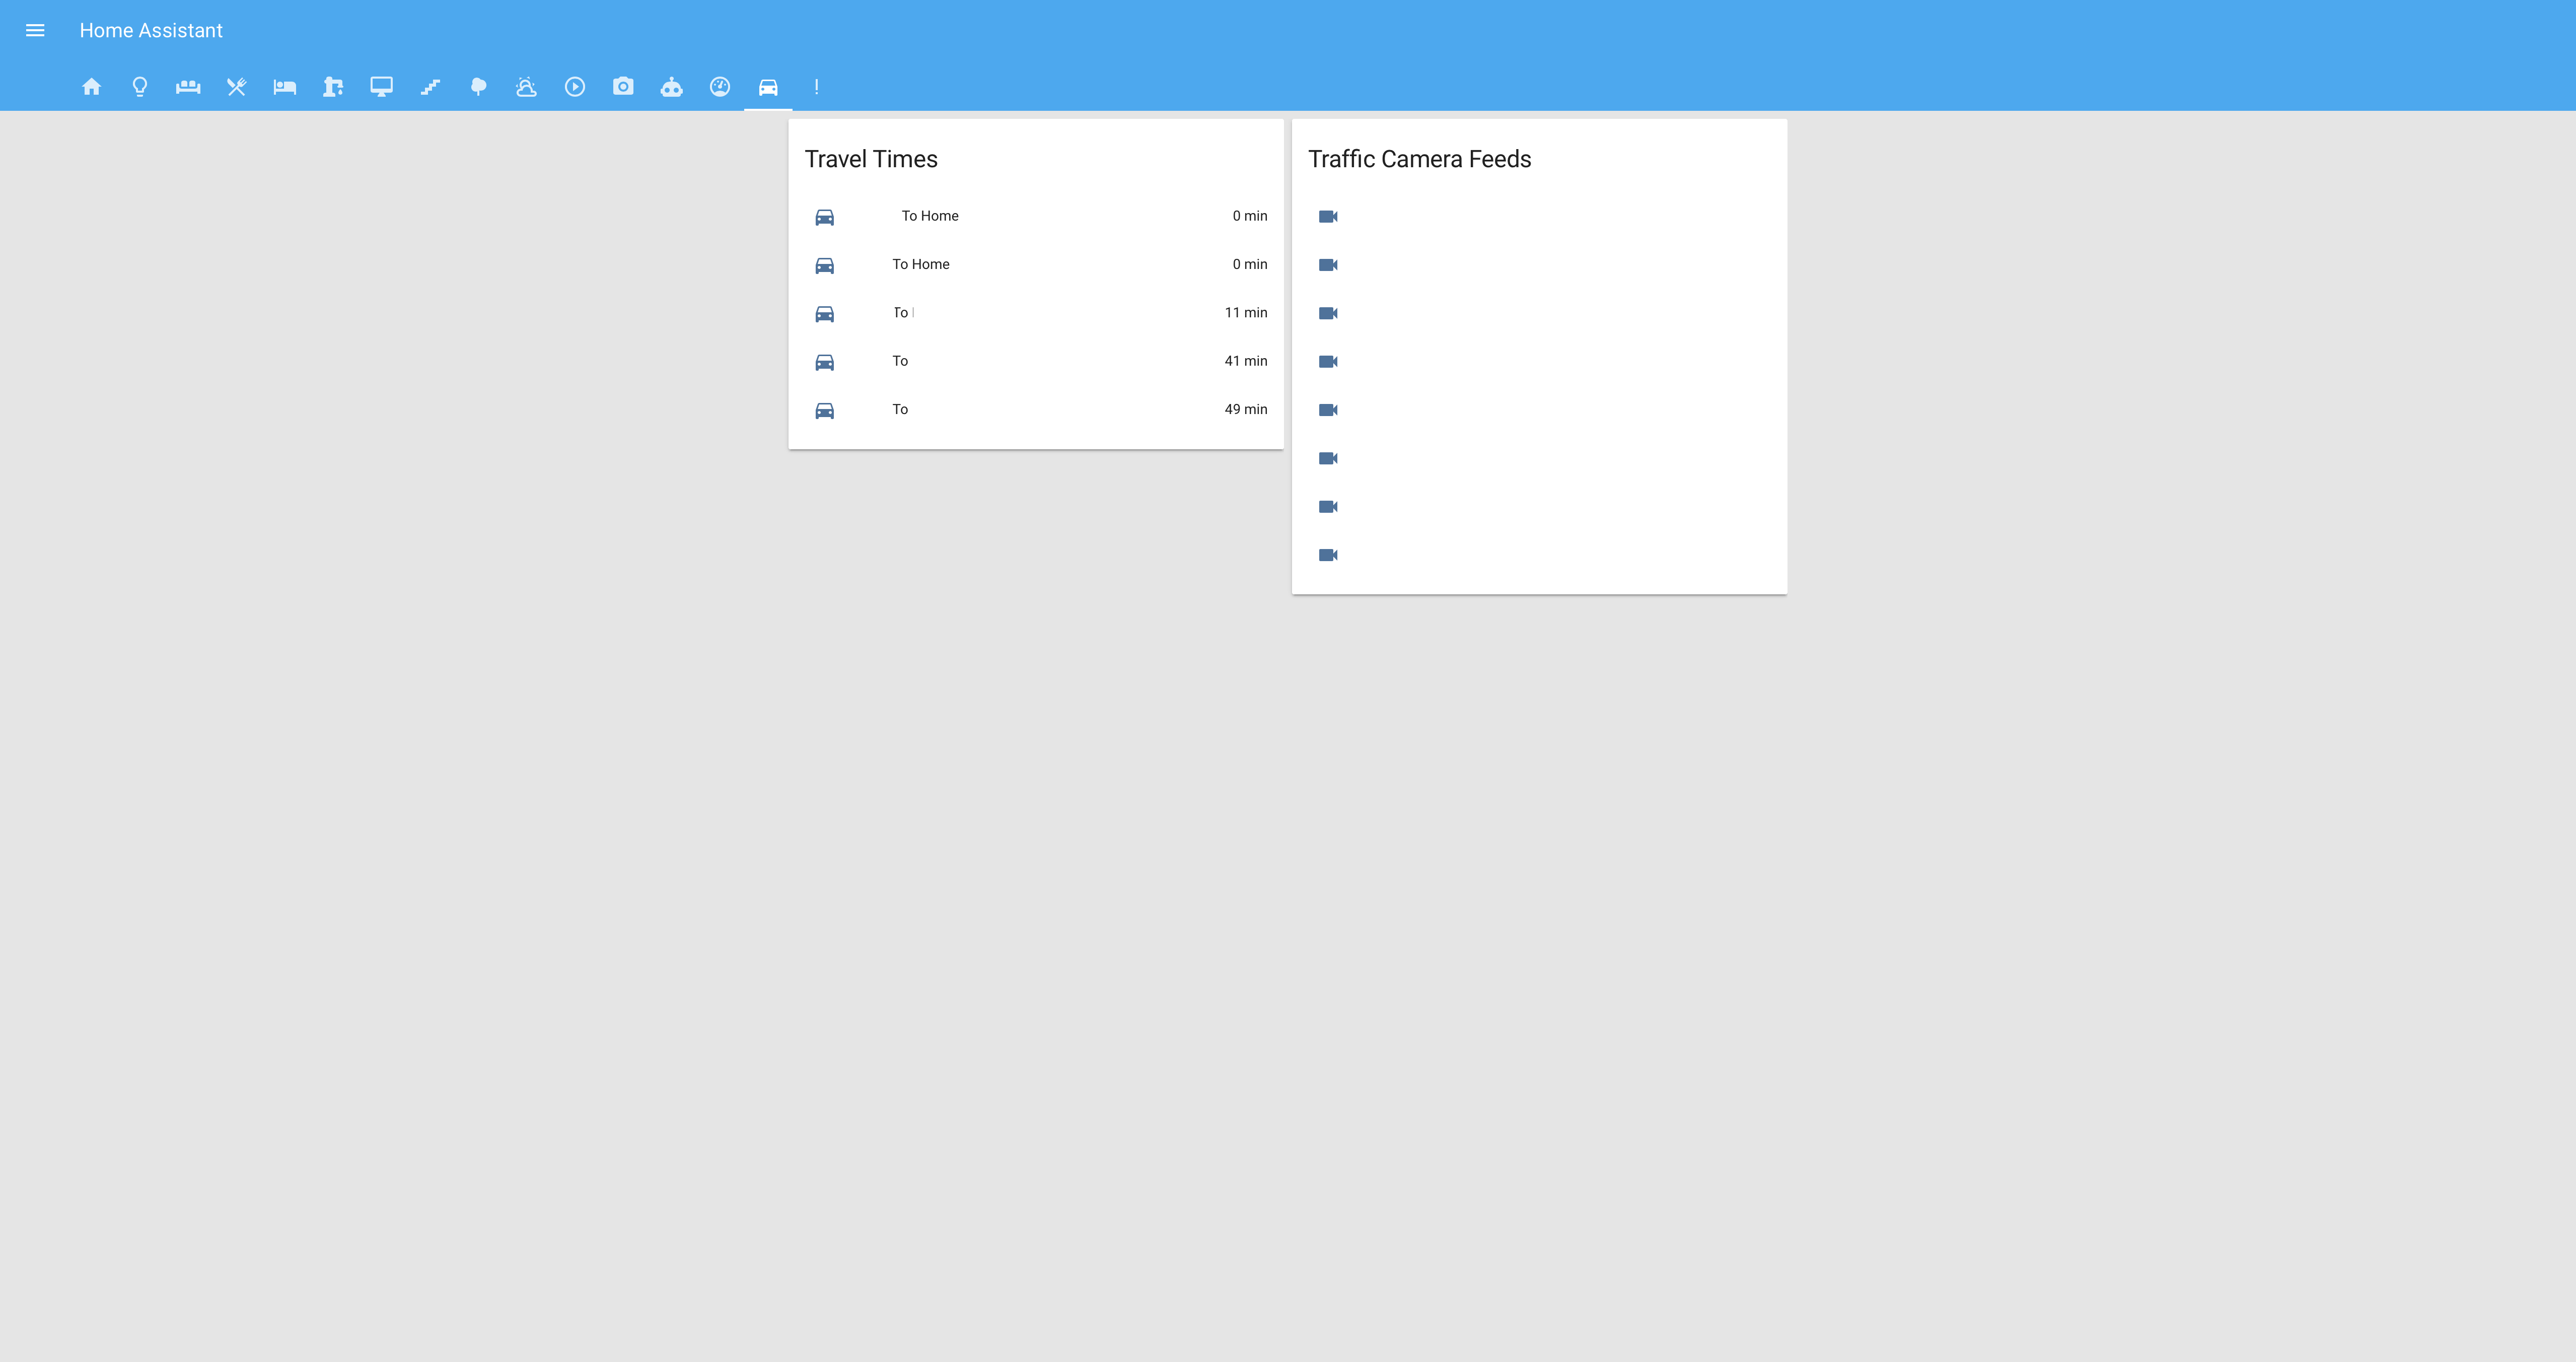 Home Assistant
Travel Times
To Home 0 min
To Home 0 min
To 11 min
To 41 min
To 49 min
Traffic Camera Feeds